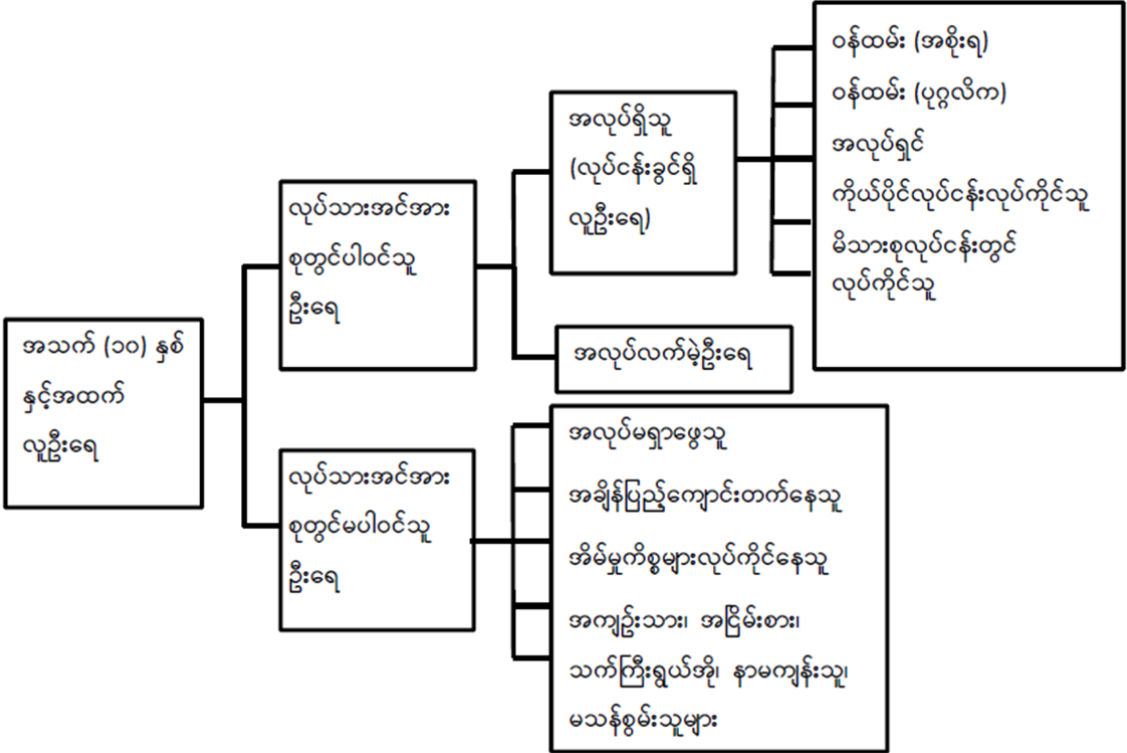 အသက် (၁၀) နှစ်
နှင့်အထက်
လူဦးရေ
လုပ်သားအင်အား
စုတွင်ပါဝင်သူ
ဦးရေ
လုပ်သားအင်အား
စုတွင်မပါဝင်သူ
ဦးရေ
အလုပ်ရှိသူ
(လုပ်ငန်းခွင်ရှိ
လူဦးရေ)
အလုပ်လက်မဲ့ဦးရေ
ဝန်ထမ်း (အစိုးရ)
ဝန်ထမ်း (ပုဂ္ဂလိက)
အလုပ်ရှင်
ကိုယ်ပိုင်လုပ်ငန်းလုပ်ကိုင်သူ
မိသားစုလုပ်ငန်းတွင်
လုပ်ကိုင်သူ
အလုပ်မရှာဖွေသူ
အချိန်ပြည့်ကျောင်းတက်နေသူ
အိမ်မှုကိစ္စများလုပ်ကိုင်နေသူ
အကျဉ်းသား၊ အငြိမ်းစား၊
သက်ကြီးရွယ်အို၊ နာမကျန်းသူ၊
မသန်စွမ်းသူများ